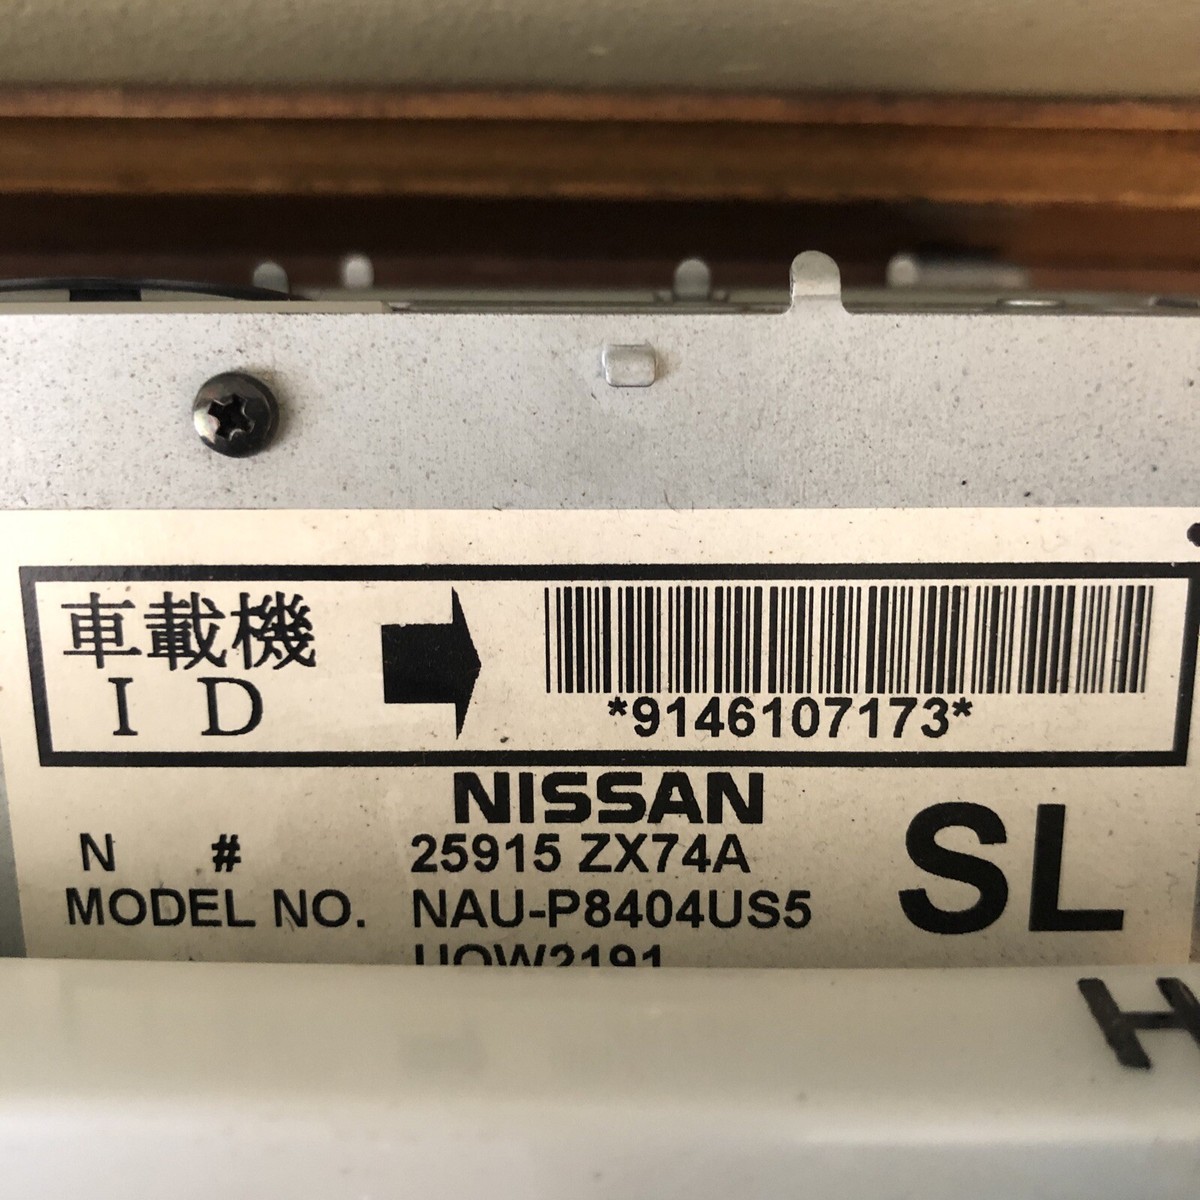 車載機
I D
*9146107173*
NISSAN
N # 25915 ZX74A
SL
MODEL NO. NAU-P8404US5
H